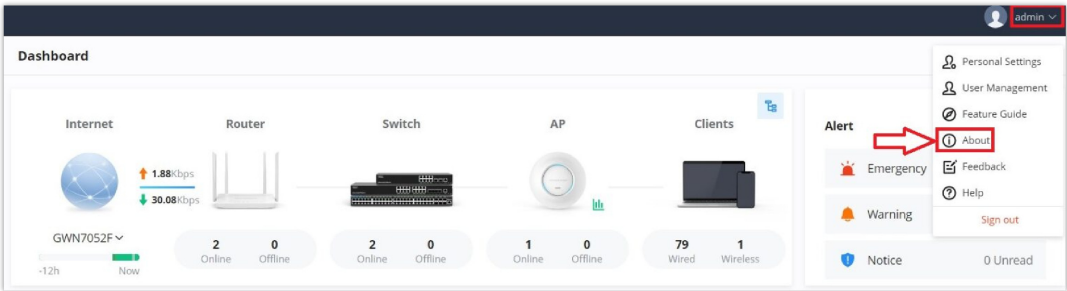 admin
Dashboard
Personal Settings
User Management
Feature Guide
About
Feedback
Help
Sign out
Internet
Router
Switch
AP
Clients
1.88Kbps
30.08Kbps
GWN7052F
-12h
Now
2 0
Online Offline
2 0
Online Offline
1 0
Online Offline
79 1
Wired Wireless
Alert
Emergency
Warning
Notice 0 Unread